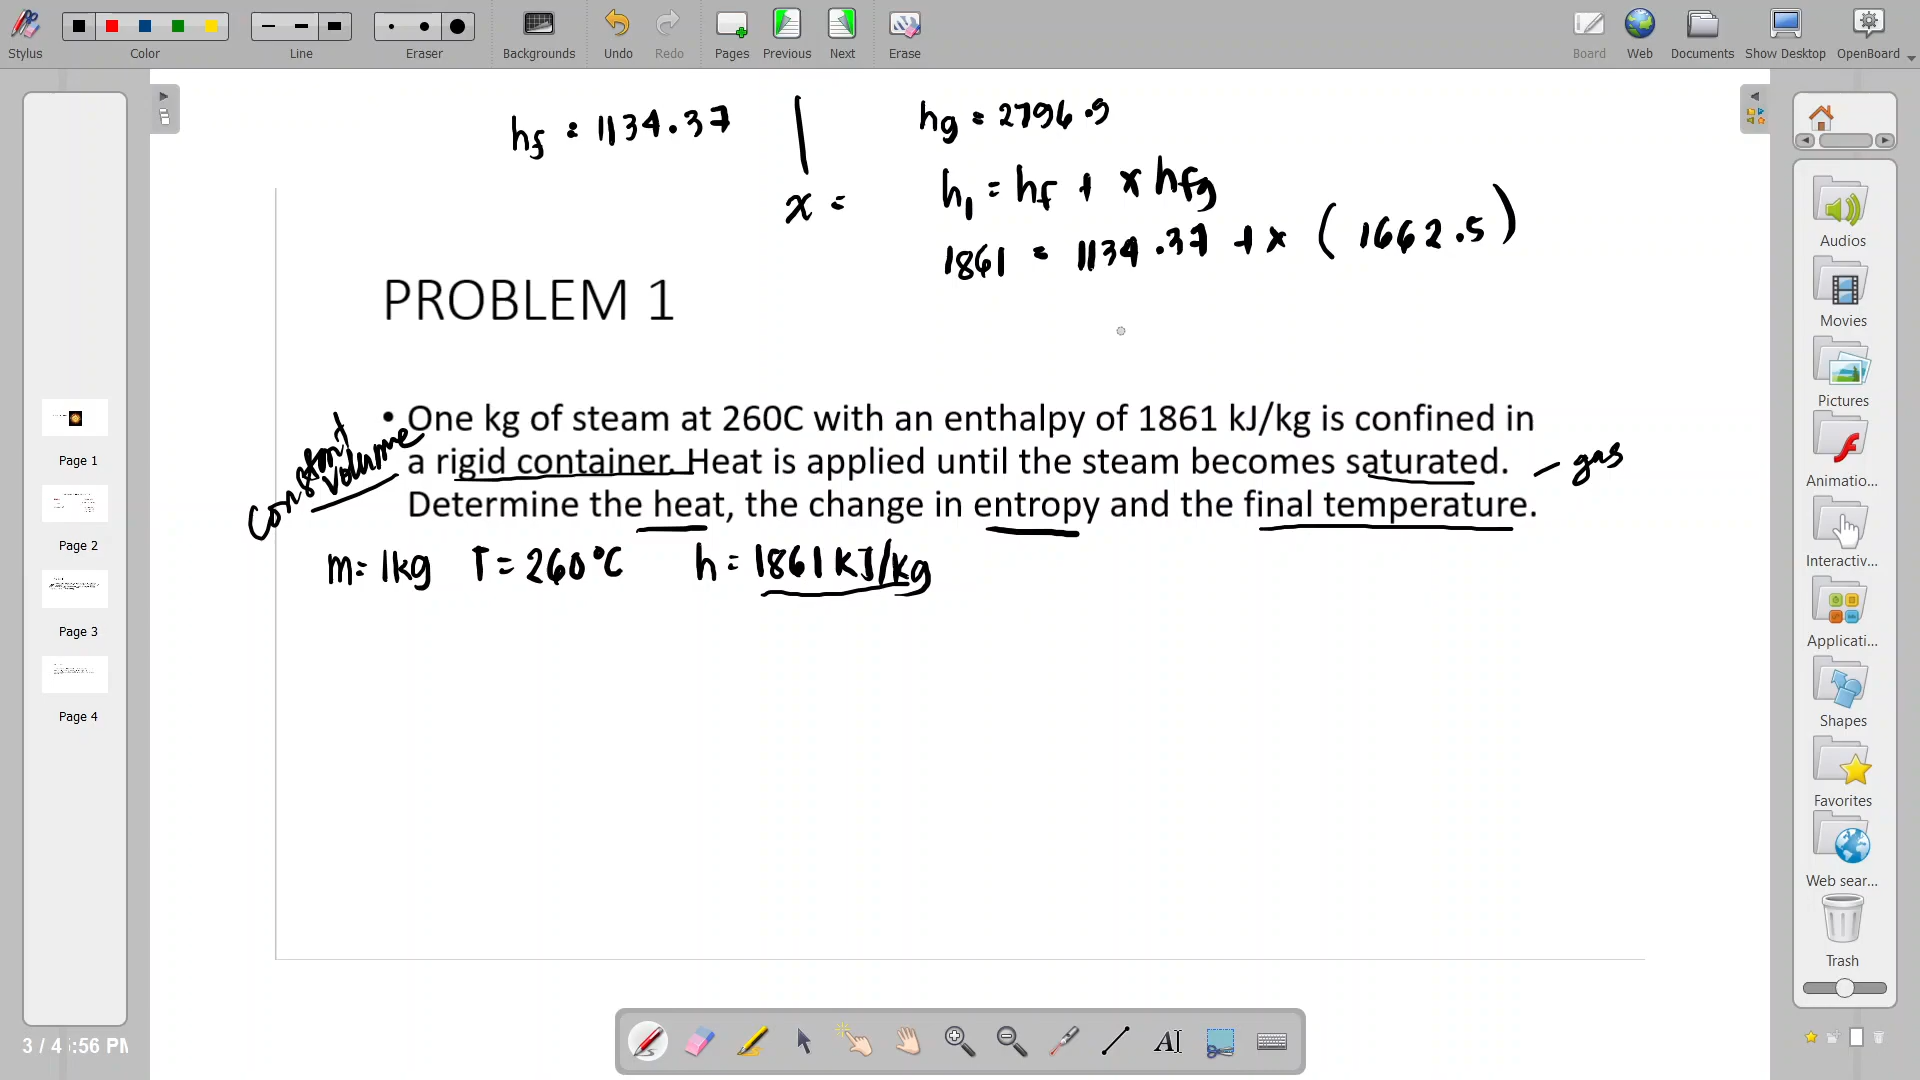 Stylus Color Line Eraser Backgrounds Undo Redo Pages Previous Next Erase Board Web Documents Show Desktop OpenBoard
hf = 1134.37
hg = 2796.9
x =
h1 = hf + x hfg
1861 = 1134.37 + x (1662.5)
PROBLEM 1
• One kg of steam at 260C with an enthalpy of 1861 kJ/kg is confined in
a rigid container. Heat is applied until the steam becomes saturated.
Determine the heat, the change in entropy and the final temperature.
constant
volume
- gas
m = 1kg T = 260°C h = 1861 kJ/kg
Page 1
Page 2
Page 3
Page 4
3 / 4
:56 PM
Audios
Movies
Pictures
Animatio...
Interactiv...
Applicati...
Shapes
Favorites
Web sear...
Trash
AI